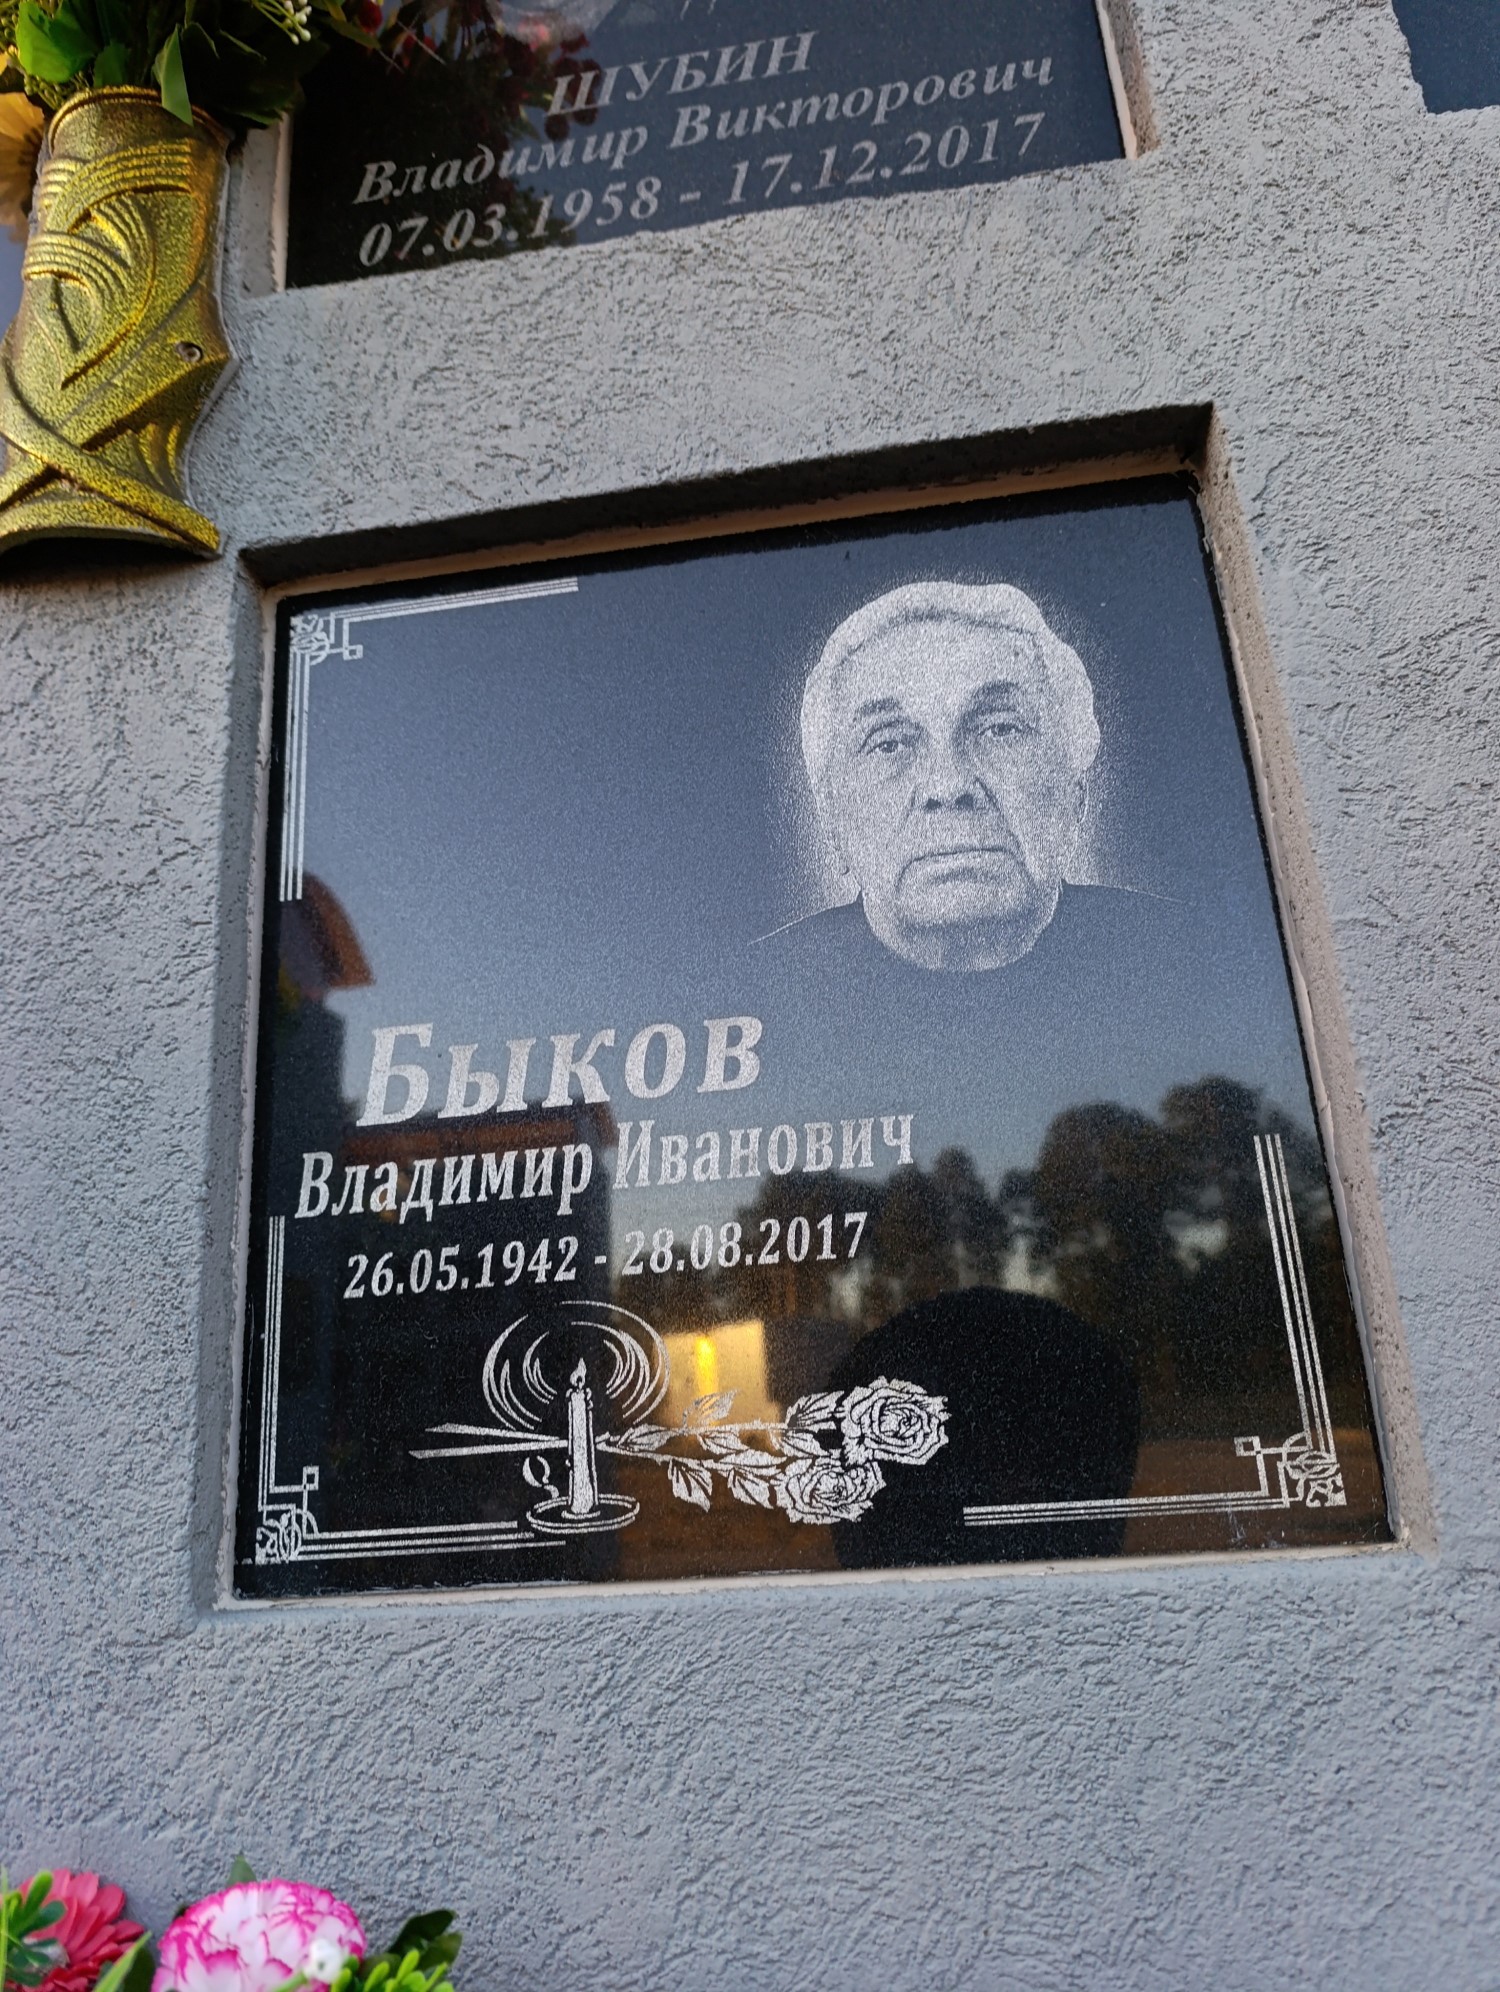 ШУБИН
Владимир Викторович
07.03.1958 - 17.12.2017
Быков
Владимир Иванович
26.05.1942 - 28.08.2017